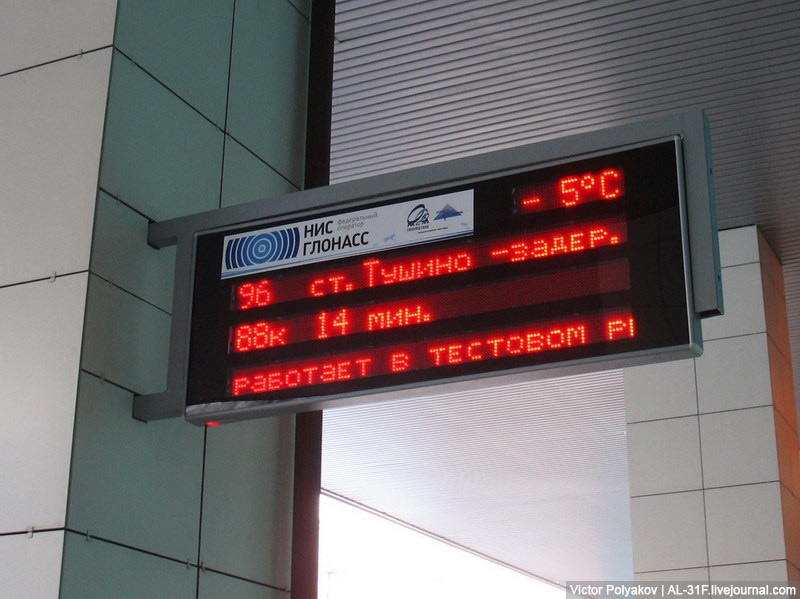 - 5°C
НИС
ГЛОНАСС
федеральный
оператор
96 ст. Тушино -задер.
88к 14 мин.
работает в тестовом р
Victor Polyakov | AL-31F.livejournal.com